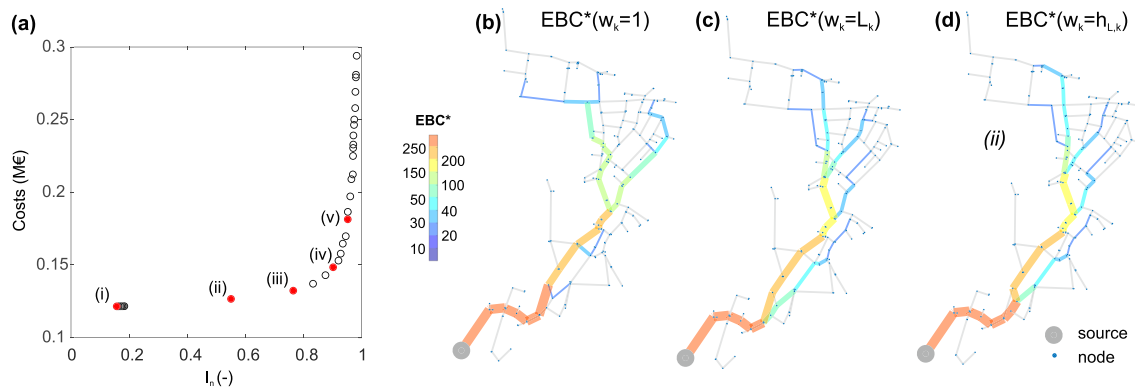 (a)
Costs (M€)
0.3
0.25
0.2
0.15
0.1
0
0.2
0.4
0.6
0.8
1
Iₙ (-)
(i)
(ii)
(iii)
(iv)
(v)
EBC*
250
200
150
100
50
40
30
20
10
(b) EBC*(wₖ=1)
(c) EBC*(wₖ=Lₖ)
(d) EBC*(wₖ=h_L,k)
(ii)
source
node